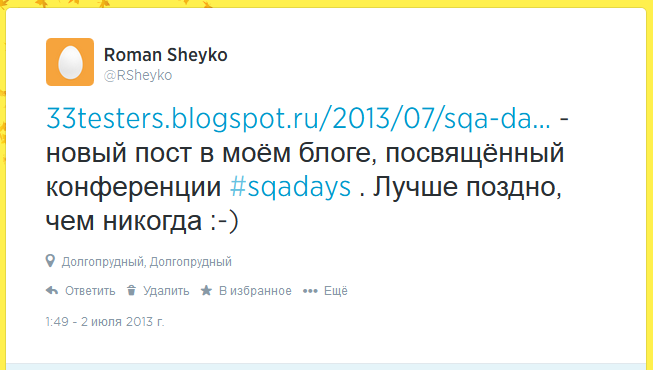 Roman Sheyko
@RSheyko
33testers.blogspot.ru/2013/07/sqa-da... -
новый пост в моём блоге, посвящённый
конференции #sqadays . Лучше поздно,
чем никогда :-)
Долгопрудный, Долгопрудный
Ответить Удалить В избранное ••• Ещё
1:49 - 2 июля 2013 г.